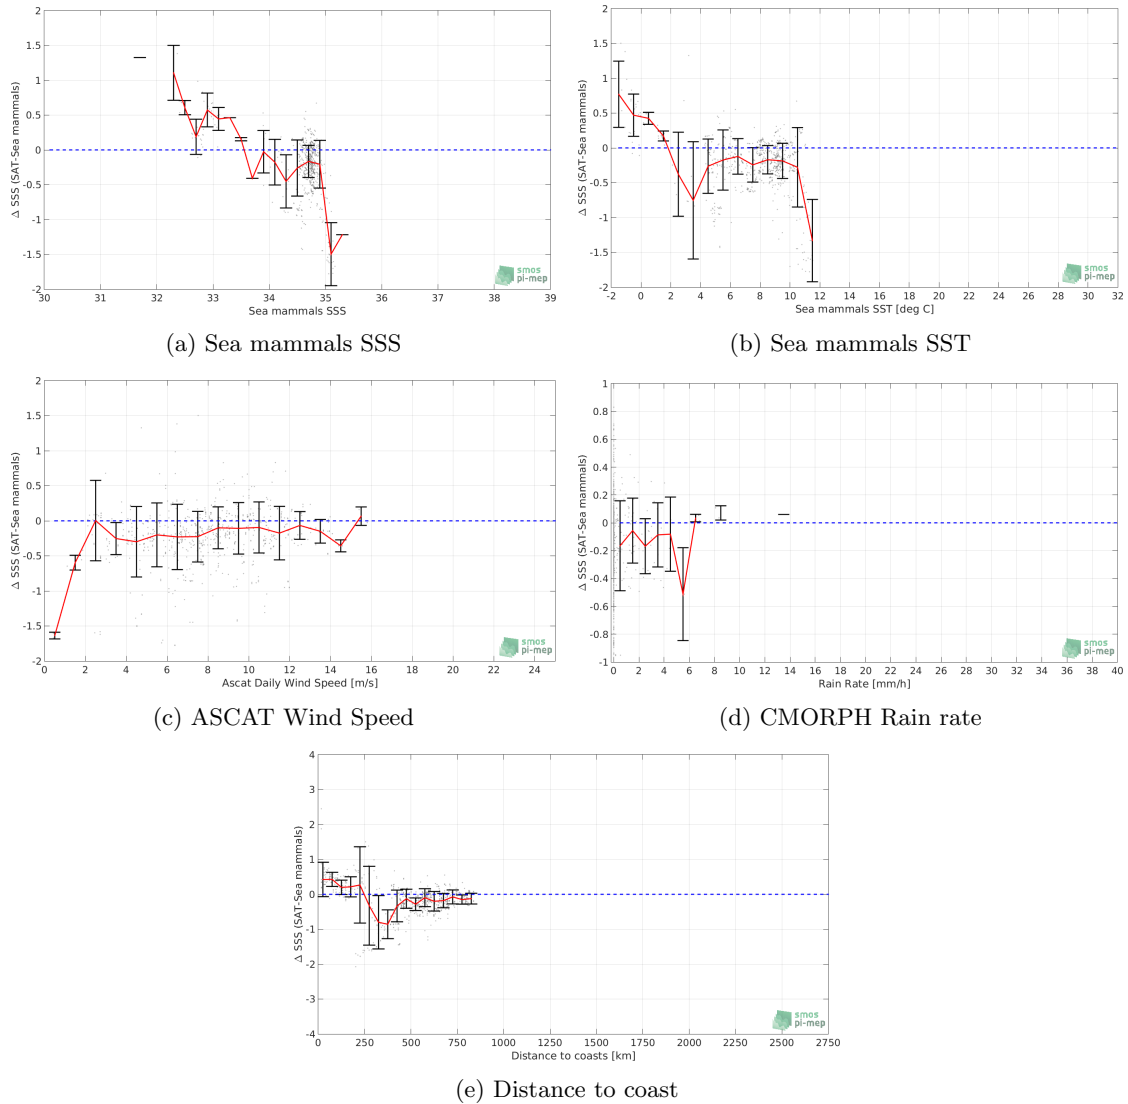 2
1.5
1
0.5
0
-0.5
-1
-1.5
-2
Δ SSS (SAT-Sea mammals)
30 31 32 33 34 35 36 37 38 39
Sea mammals SSS
smos
pi-mep
(a) Sea mammals SSS
2
1.5
1
0.5
0
-0.5
-1
-1.5
-2
Δ SSS (SAT-Sea mammals)
-2 0 2 4 6 8 10 12 14 16 18 20 22 24 26 28 30 32
Sea mammals SST [deg C]
smos
pi-mep
(b) Sea mammals SST
2
1.5
1
0.5
0
-0.5
-1
-1.5
-2
Δ SSS (SAT-Sea mammals)
0 2 4 6 8 10 12 14 16 18 20 22 24
Ascat Daily Wind Speed [m/s]
smos
pi-mep
(c) ASCAT Wind Speed
1
0.8
0.6
0.4
0.2
0
-0.2
-0.4
-0.6
-0.8
-1
Δ SSS (SAT-Sea mammals)
0 2 4 6 8 10 12 14 16 18 20 22 24 26 28 30 32 34 36 38 40
Rain Rate [mm/h]
smos
pi-mep
(d) CMORPH Rain rate
4
3
2
1
0
-1
-2
-3
-4
Δ SSS (SAT-Sea mammals)
0 250 500 750 1000 1250 1500 1750 2000 2250 2500 2750
Distance to coasts [km]
smos
pi-mep
(e) Distance to coast